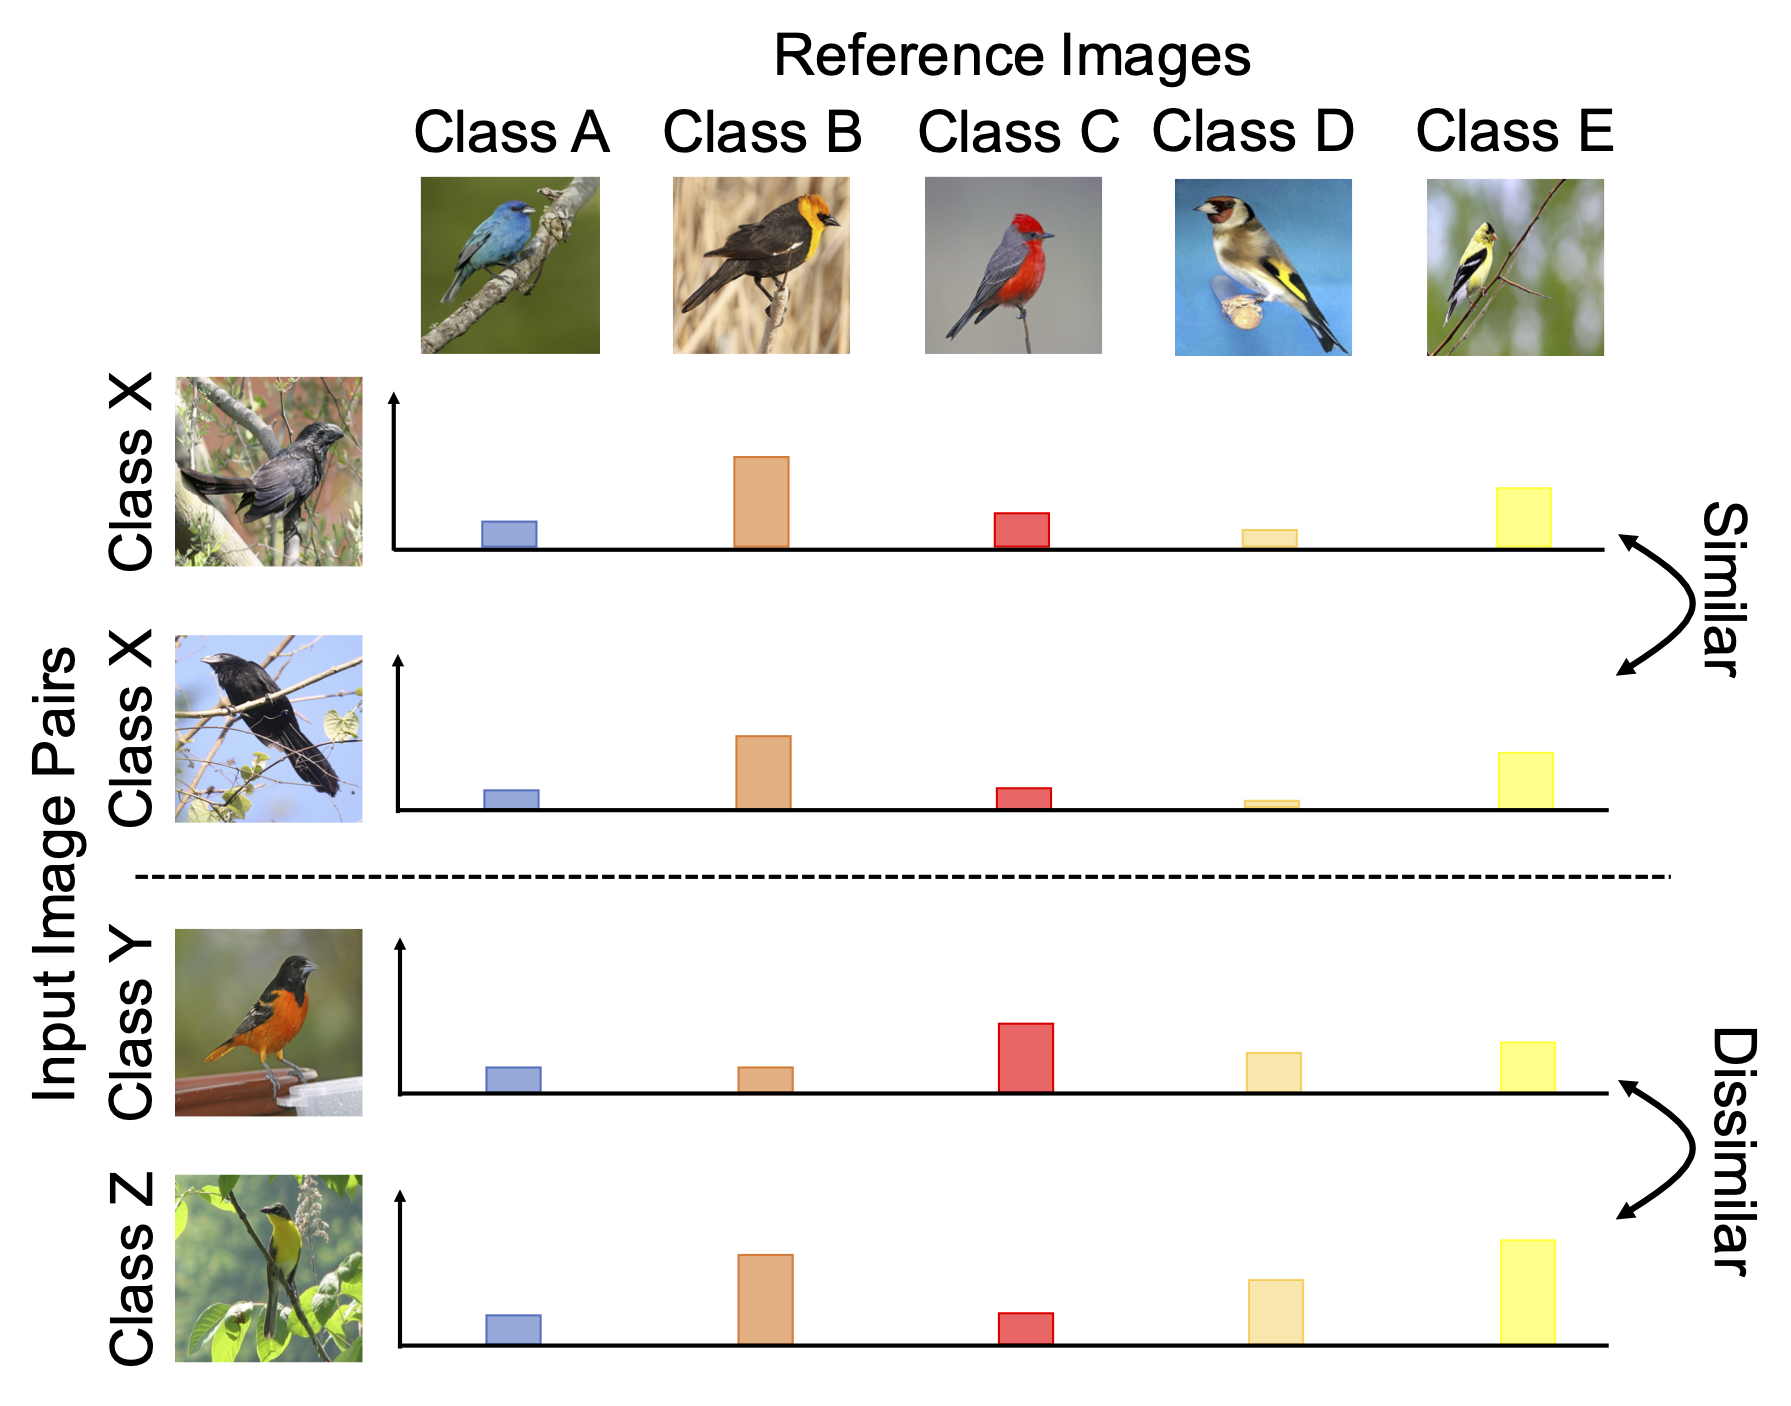 Reference Images
Class A
Class B
Class C
Class D
Class E
Input Image Pairs
Class X
Class X
Class Y
Class Z
Similar
Dissimilar